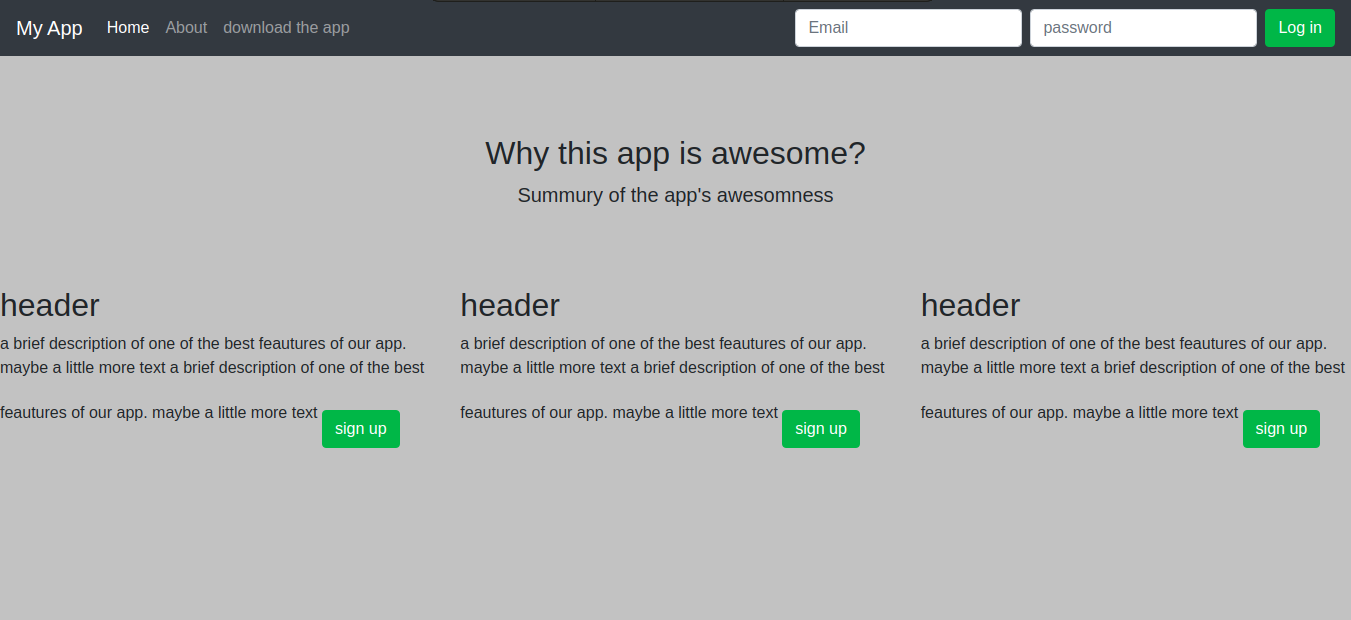 My App Home About download the app Email password Log in
Why this app is awesome?
Summury of the app's awesomness
header
a brief description of one of the best feautures of our app.
maybe a little more text a brief description of one of the best
feautures of our app. maybe a little more text sign up
header
a brief description of one of the best feautures of our app.
maybe a little more text a brief description of one of the best
feautures of our app. maybe a little more text sign up
header
a brief description of one of the best feautures of our app.
maybe a little more text a brief description of one of the best
feautures of our app. maybe a little more text sign up